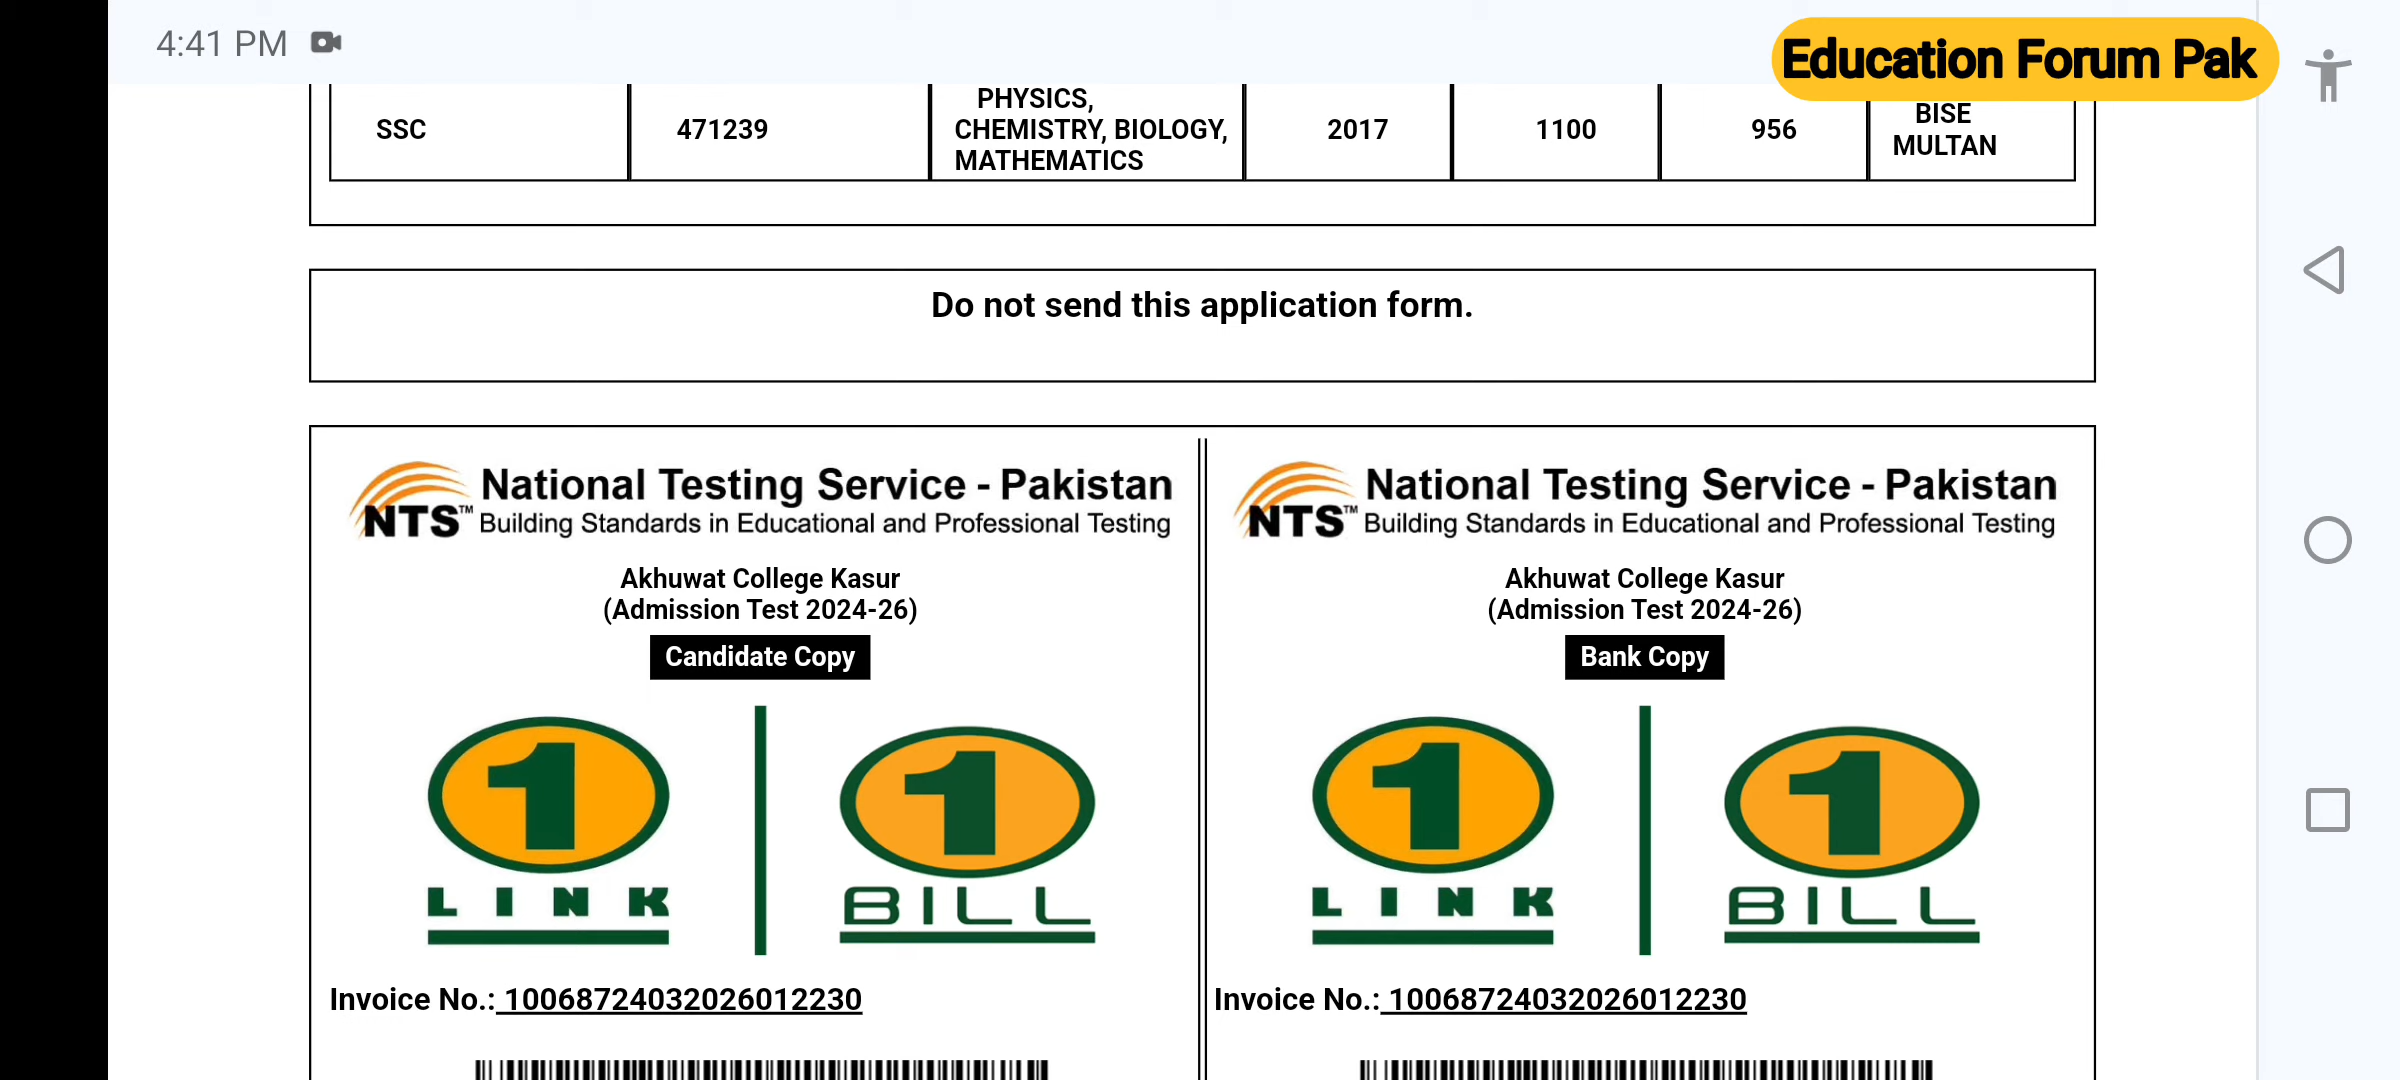 4:41 PM
Education Forum Pak
SSC
471239
PHYSICS,
CHEMISTRY, BIOLOGY,
MATHEMATICS
2017
1100
956
BISE
MULTAN
Do not send this application form.
NTS™
National Testing Service - Pakistan
Building Standards in Educational and Professional Testing
Akhuwat College Kasur
(Admission Test 2024-26)
Candidate Copy
1
LINK
1
BILL
Invoice No.: 10068724032026012230
NTS™
National Testing Service - Pakistan
Building Standards in Educational and Professional Testing
Akhuwat College Kasur
(Admission Test 2024-26)
Bank Copy
1
LINK
1
BILL
Invoice No.: 10068724032026012230